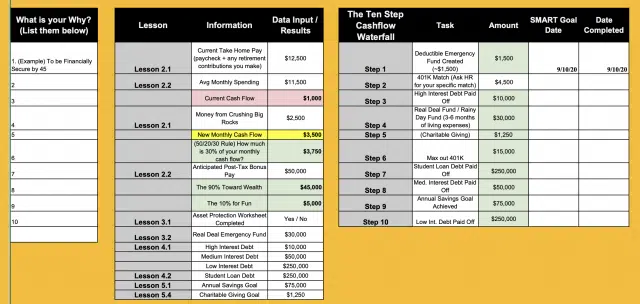 What is your Why?
(List them below)
1. (Example) To be Financially
Secure by 45
2
3
4
5
6
7
8
9
10
Lesson Information Data Input /
Results
Lesson 2.1 Current Take Home Pay
(paycheck + any retirement
contributions you make) $12,500
Lesson 2.2 Avg Monthly Spending $11,500
Current Cash Flow $1,000
Lesson 2.1 Money from Crushing Big
Rocks $2,500
New Monthly Cash Flow $3,500
(50/20/30 Rule) How much
is 30% of your monthly
cash flow? $3,750
Lesson 2.2 Anticipated Post-Tax Bonus
Pay $50,000
The 90% Toward Wealth $45,000
The 10% for Fun $5,000
Lesson 3.1 Asset Protection Worksheet
Completed Yes / No
Lesson 3.2 Real Deal Emergency Fund $30,000
Lesson 4.1 High Interest Debt $10,000
Medium Interest Debt $50,000
Low Interest Debt $250,000
Lesson 4.2 Student Loan Debt $250,000
Lesson 5.1 Annual Savings Goal $75,000
Lesson 5.4 Charitable Giving Goal $1,250
The Ten Step
Cashflow
Waterfall Task Amount SMART Goal
Date Date
Completed
Step 1 Deductible Emergency
Fund Created
(~$1,500) $1,500 9/10/20 9/10/20
Step 2 401K Match (Ask HR
for your specific match) $4,500
Step 3 High Interest Debt Paid
Off $10,000
Step 4 Real Deal Fund / Rainy
Day Fund (3-6 months
of living expenses) $30,000
Step 5 (Charitable Giving) $1,250
Step 6 Max out 401K $15,000
Step 7 Student Loan Debt Paid
Off $250,000
Step 8 Med. Interest Debt Paid
Off $50,000
Step 9 Annual Savings Goal
Achieved $75,000
Step 10 Low Int. Debt Paid Off $250,000